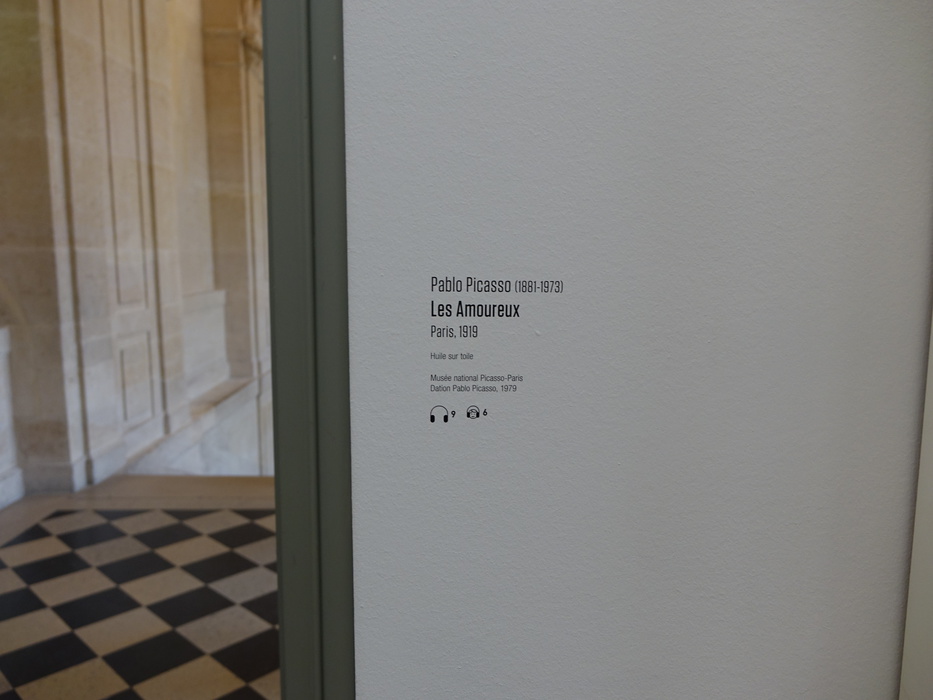 Pablo Picasso (1881-1973)
Les Amoureux
Paris, 1919
Huile sur toile
Musée national Picasso-Paris
Dation Pablo Picasso, 1979
9 6